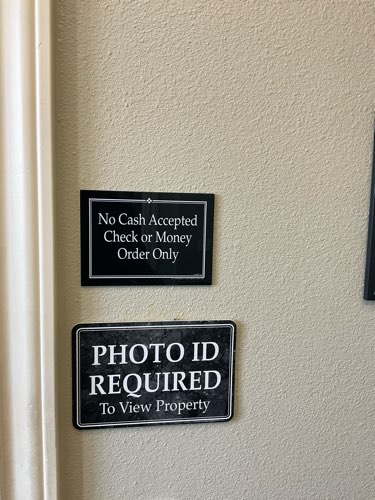 No Cash Accepted
Check or Money
Order Only
PHOTO ID
REQUIRED
To View Property